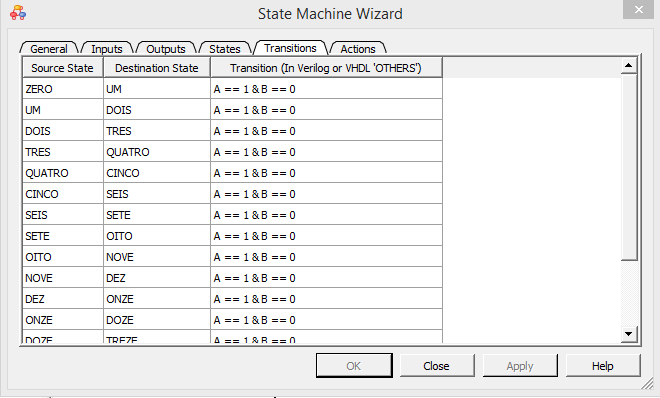 State Machine Wizard
General Inputs Outputs States Transitions Actions
Source State Destination State Transition (In Verilog or VHDL 'OTHERS')
ZERO UM A == 1 & B == 0
UM DOIS A == 1 & B == 0
DOIS TRES A == 1 & B == 0
TRES QUATRO A == 1 & B == 0
QUATRO CINCO A == 1 & B == 0
CINCO SEIS A == 1 & B == 0
SEIS SETE A == 1 & B == 0
SETE OITO A == 1 & B == 0
OITO NOVE A == 1 & B == 0
NOVE DEZ A == 1 & B == 0
DEZ ONZE A == 1 & B == 0
ONZE DOZE A == 1 & B == 0
DOZE TREZE A == 1 & B == 0
OK Close Apply Help